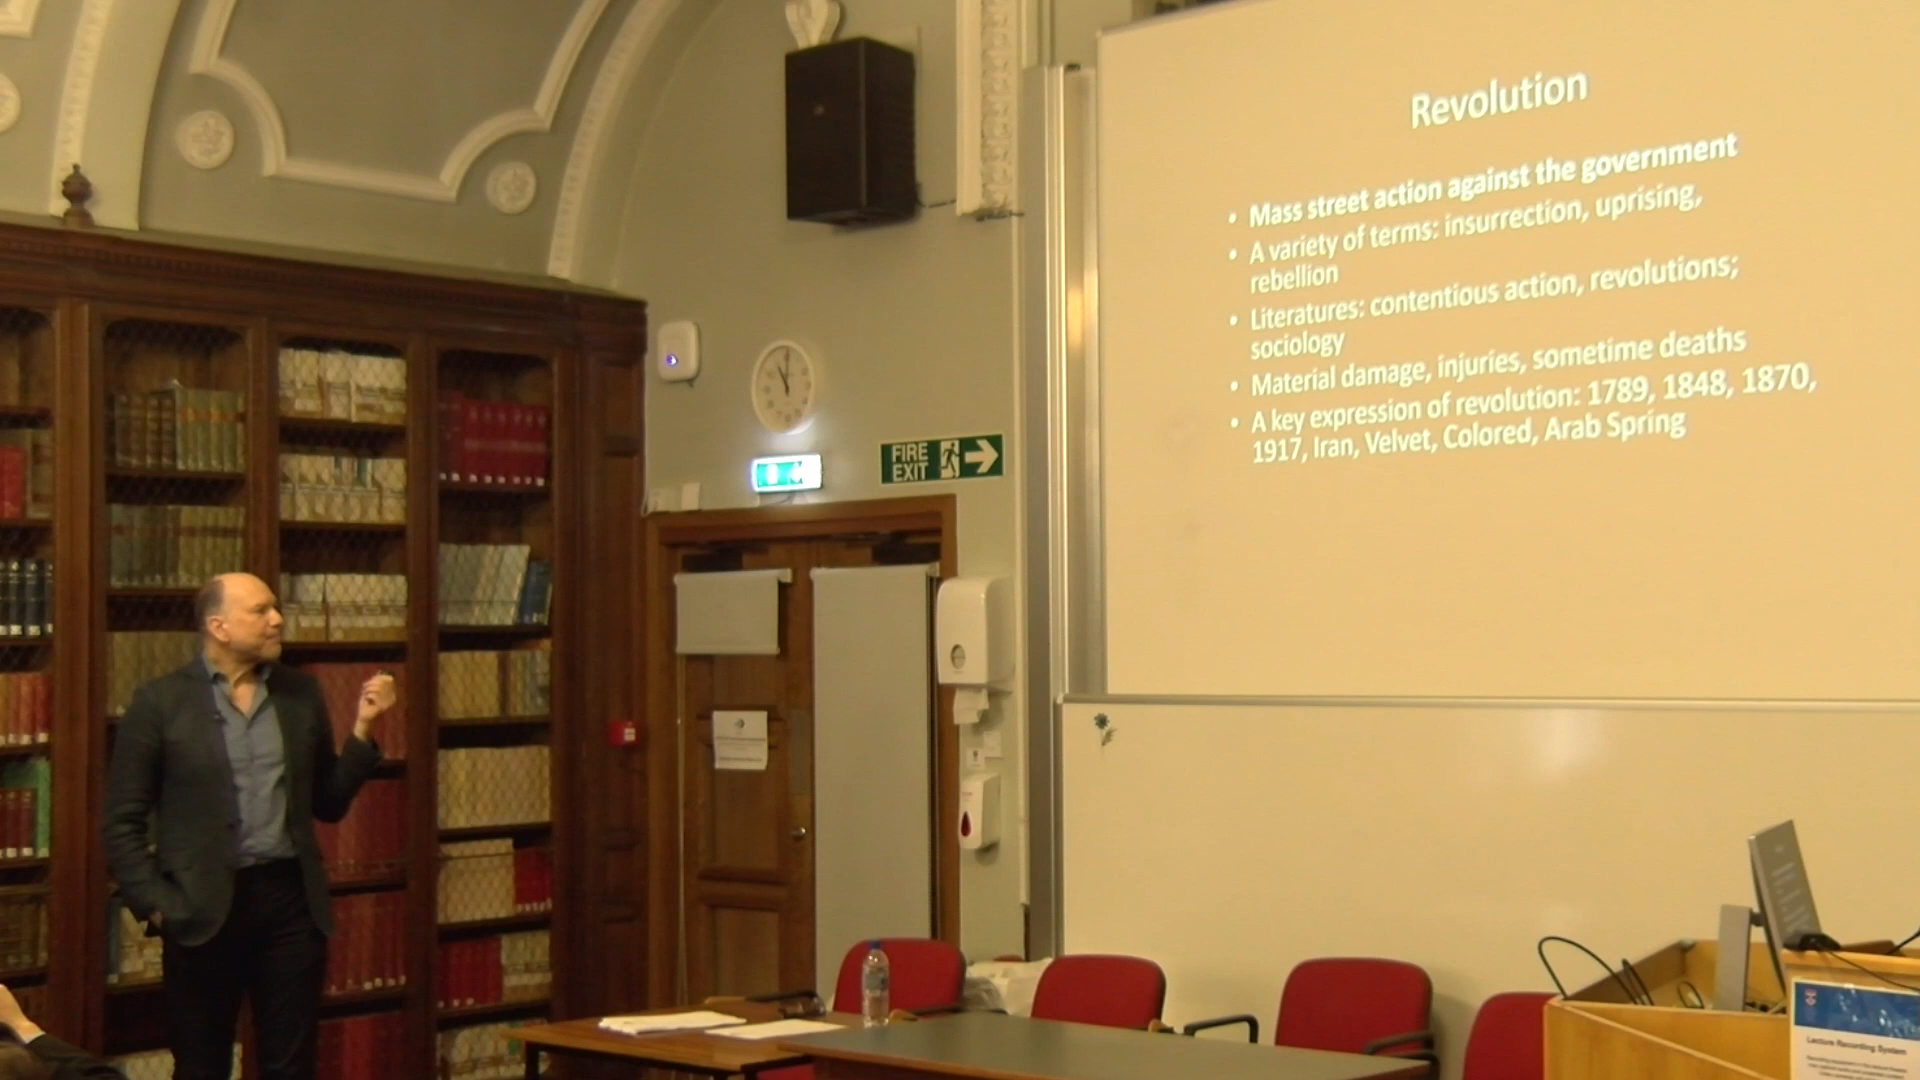 Revolution
• Mass street action against the government
• A variety of terms: insurrection, uprising,
rebellion
• Literatures: contentious action, revolutions;
sociology
• Material damage, injuries, sometime deaths
• A key expression of revolution: 1789, 1848, 1870,
1917, Iran, Velvet, Colored, Arab Spring
FIRE
EXIT
Lecture Recording System